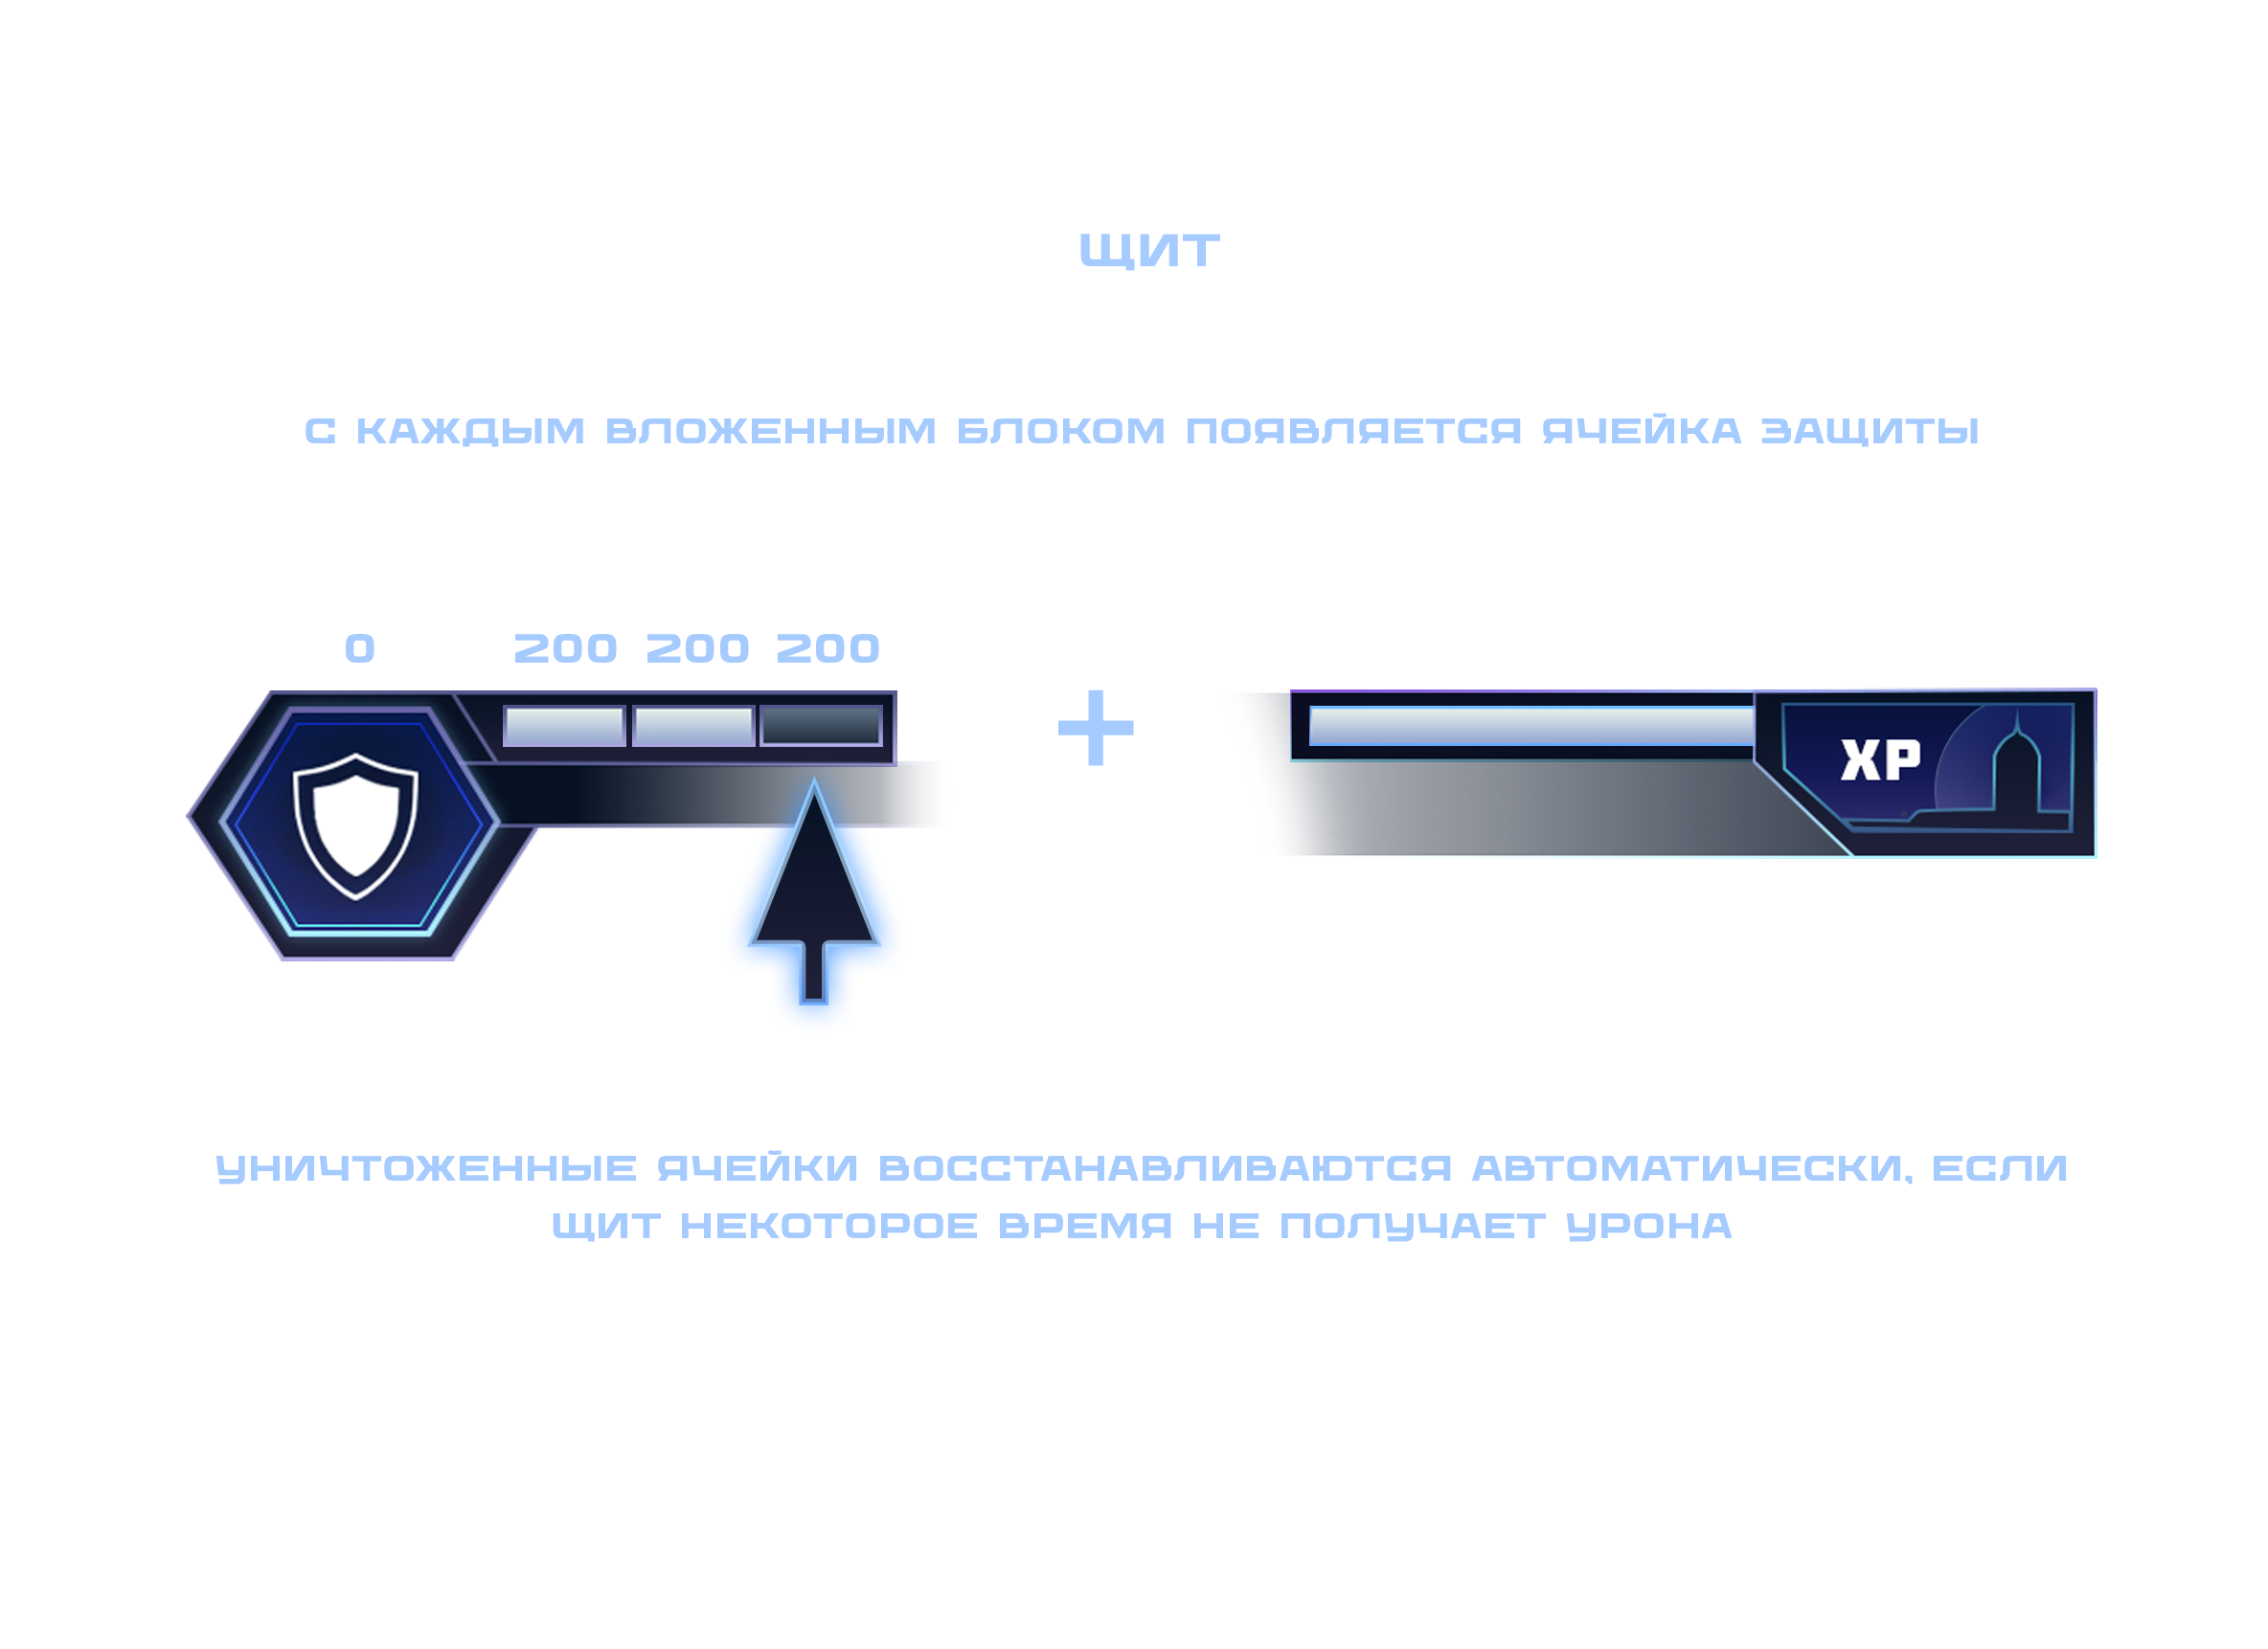 ЩИТ
С КАЖДЫМ ВЛОЖЕННЫМ БЛОКОМ ПОЯВЛЯЕТСЯ ЯЧЕЙКА ЗАЩИТЫ
0 200 200 200
+
XP
УНИЧТОЖЕННЫЕ ЯЧЕЙКИ ВОССТАНАВЛИВАЮТСЯ АВТОМАТИЧЕСКИ, ЕСЛИ
ЩИТ НЕКОТОРОЕ ВРЕМЯ НЕ ПОЛУЧАЕТ УРОНА